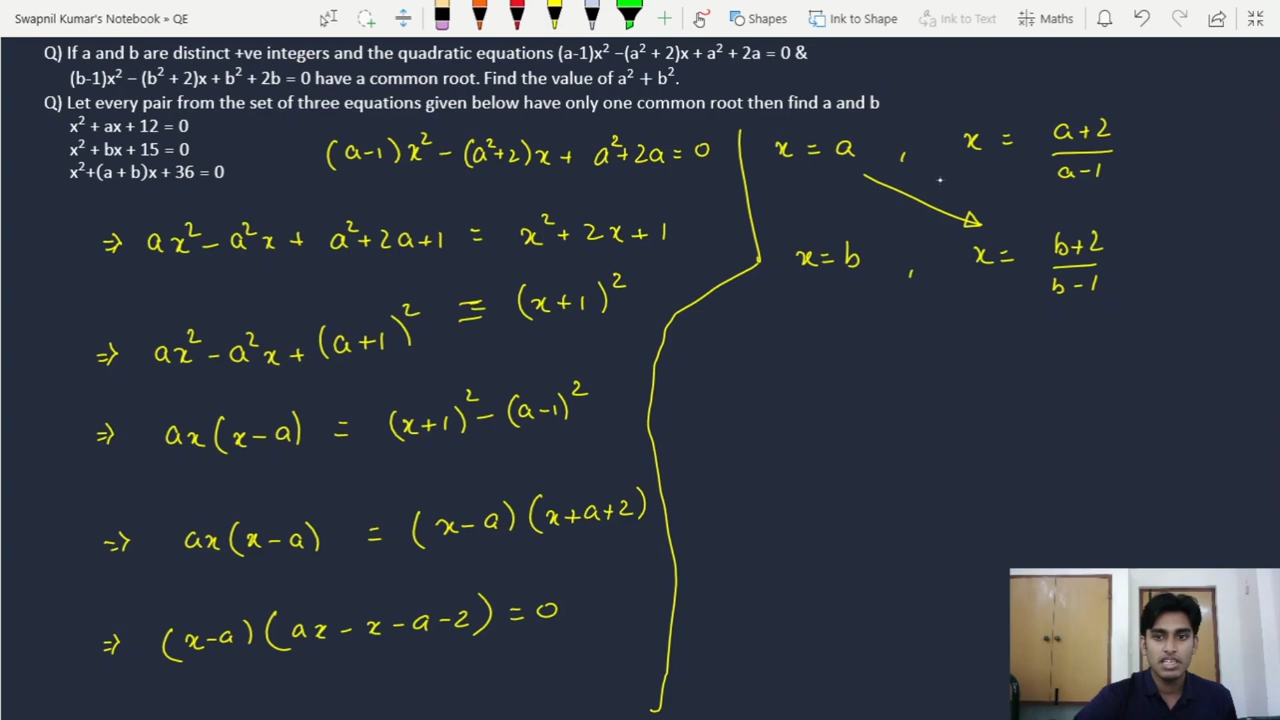 Swapnil Kumar's Notebook » QE
Shapes Ink to Shape Ink to Text Maths
Q) If a and b are distinct +ve integers and the quadratic equations (a-1)x² –(a² + 2)x + a² + 2a = 0 &
(b-1)x² – (b² + 2)x + b² + 2b = 0 have a common root. Find the value of a² + b².
Q) Let every pair from the set of three equations given below have only one common root then find a and b
x² + ax + 12 = 0
x² + bx + 15 = 0
x²+(a + b)x + 36 = 0
(a-1)x² - (a²+2)x + a²+2a = 0
⇒ ax² - a²x + a²+2a+1 = x²+2x+1
⇒ ax² - a²x + (a+1)² = (x+1)²
⇒ ax(x-a) = (x+1)² - (a-1)²
⇒ ax(x-a) = (x-a)(x+a+2)
⇒ (x-a)(ax-x-a-2) = 0
x = a , x = a+2/a-1
x = b , x = b+2/b-1